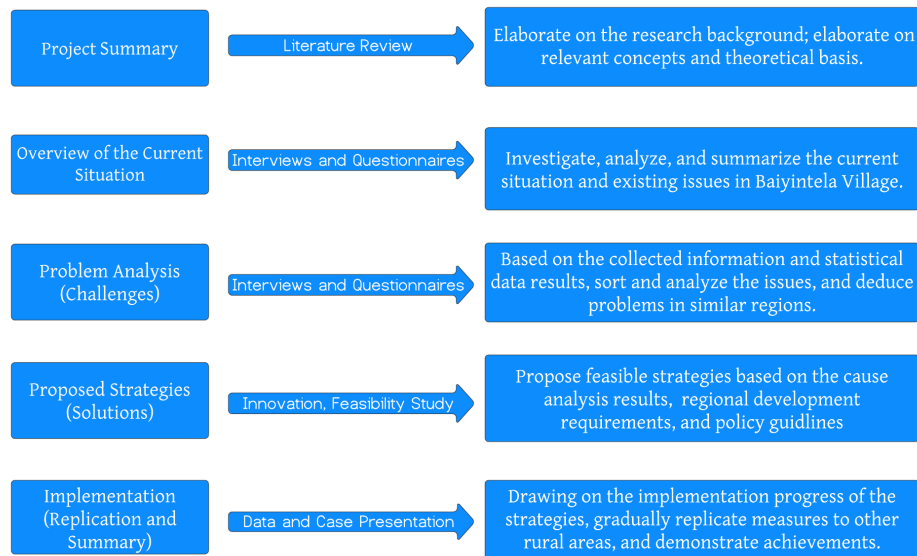 Project Summary
Literature Review
Elaborate on the research background; elaborate on
relevant concepts and theoretical basis.
Overview of the Current
Situation
Interviews and Questionnaires
Investigate, analyze, and summarize the current
situation and existing issues in Baiyintela Village.
Problem Analysis
(Challenges)
Interviews and Questionnaires
Based on the collected information and statistical
data results, sort and analyze the issues, and deduce
problems in similar regions.
Proposed Strategies
(Solutions)
Innovation, Feasibility Study
Propose feasible strategies based on the cause
analysis results, regional development
requirements, and policy guidlines
Implementation
(Replication and
Summary)
Data and Case Presentation
Drawing on the implementation progress of the
strategies, gradually replicate measures to other
rural areas, and demonstrate achievements.